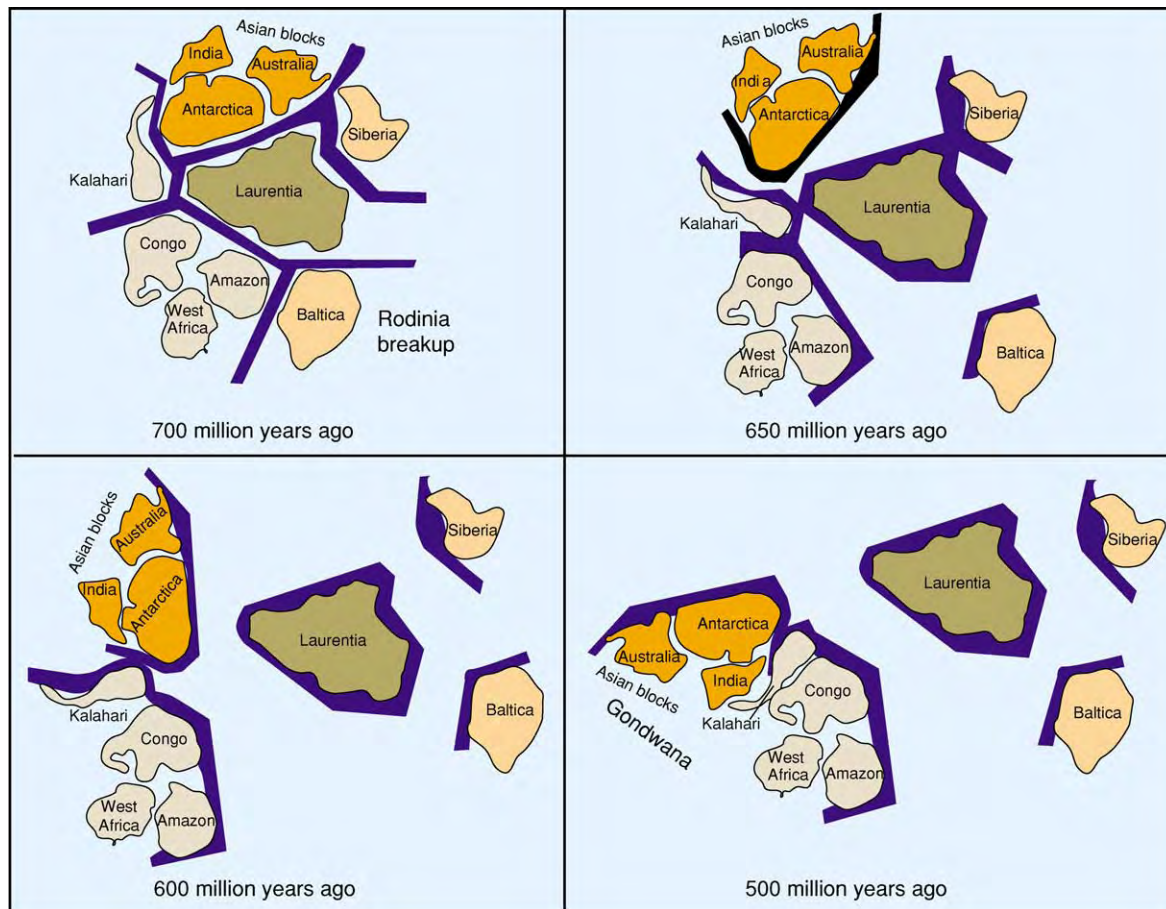 Asian blocks
India
Australia
Antarctica
Siberia
Kalahari
Laurentia
Congo
Amazon
West
Africa
Baltica
Rodinia
breakup
700 million years ago
Asian blocks
India
Australia
Antarctica
Siberia
Kalahari
Laurentia
Congo
West
Africa
Amazon
Baltica
650 million years ago
Asian blocks
Australia
India
Antarctica
Siberia
Laurentia
Kalahari
Congo
Baltica
West
Africa
Amazon
600 million years ago
Siberia
Laurentia
Antarctica
Australia
India
Asian blocks
Kalahari
Congo
Gondwana
Baltica
West
Africa
Amazon
500 million years ago